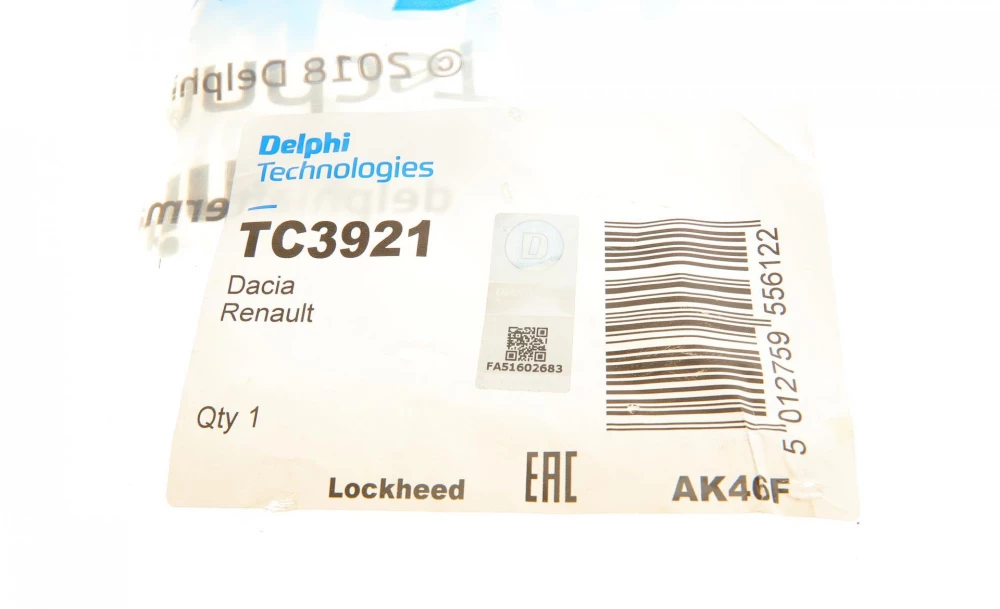 © 2018 Delphi
Delphi
Technologies
TC3921
Dacia
Renault
D
FA51602683
5 012759 556122
Qty 1
Lockheed
EAC
AK46F